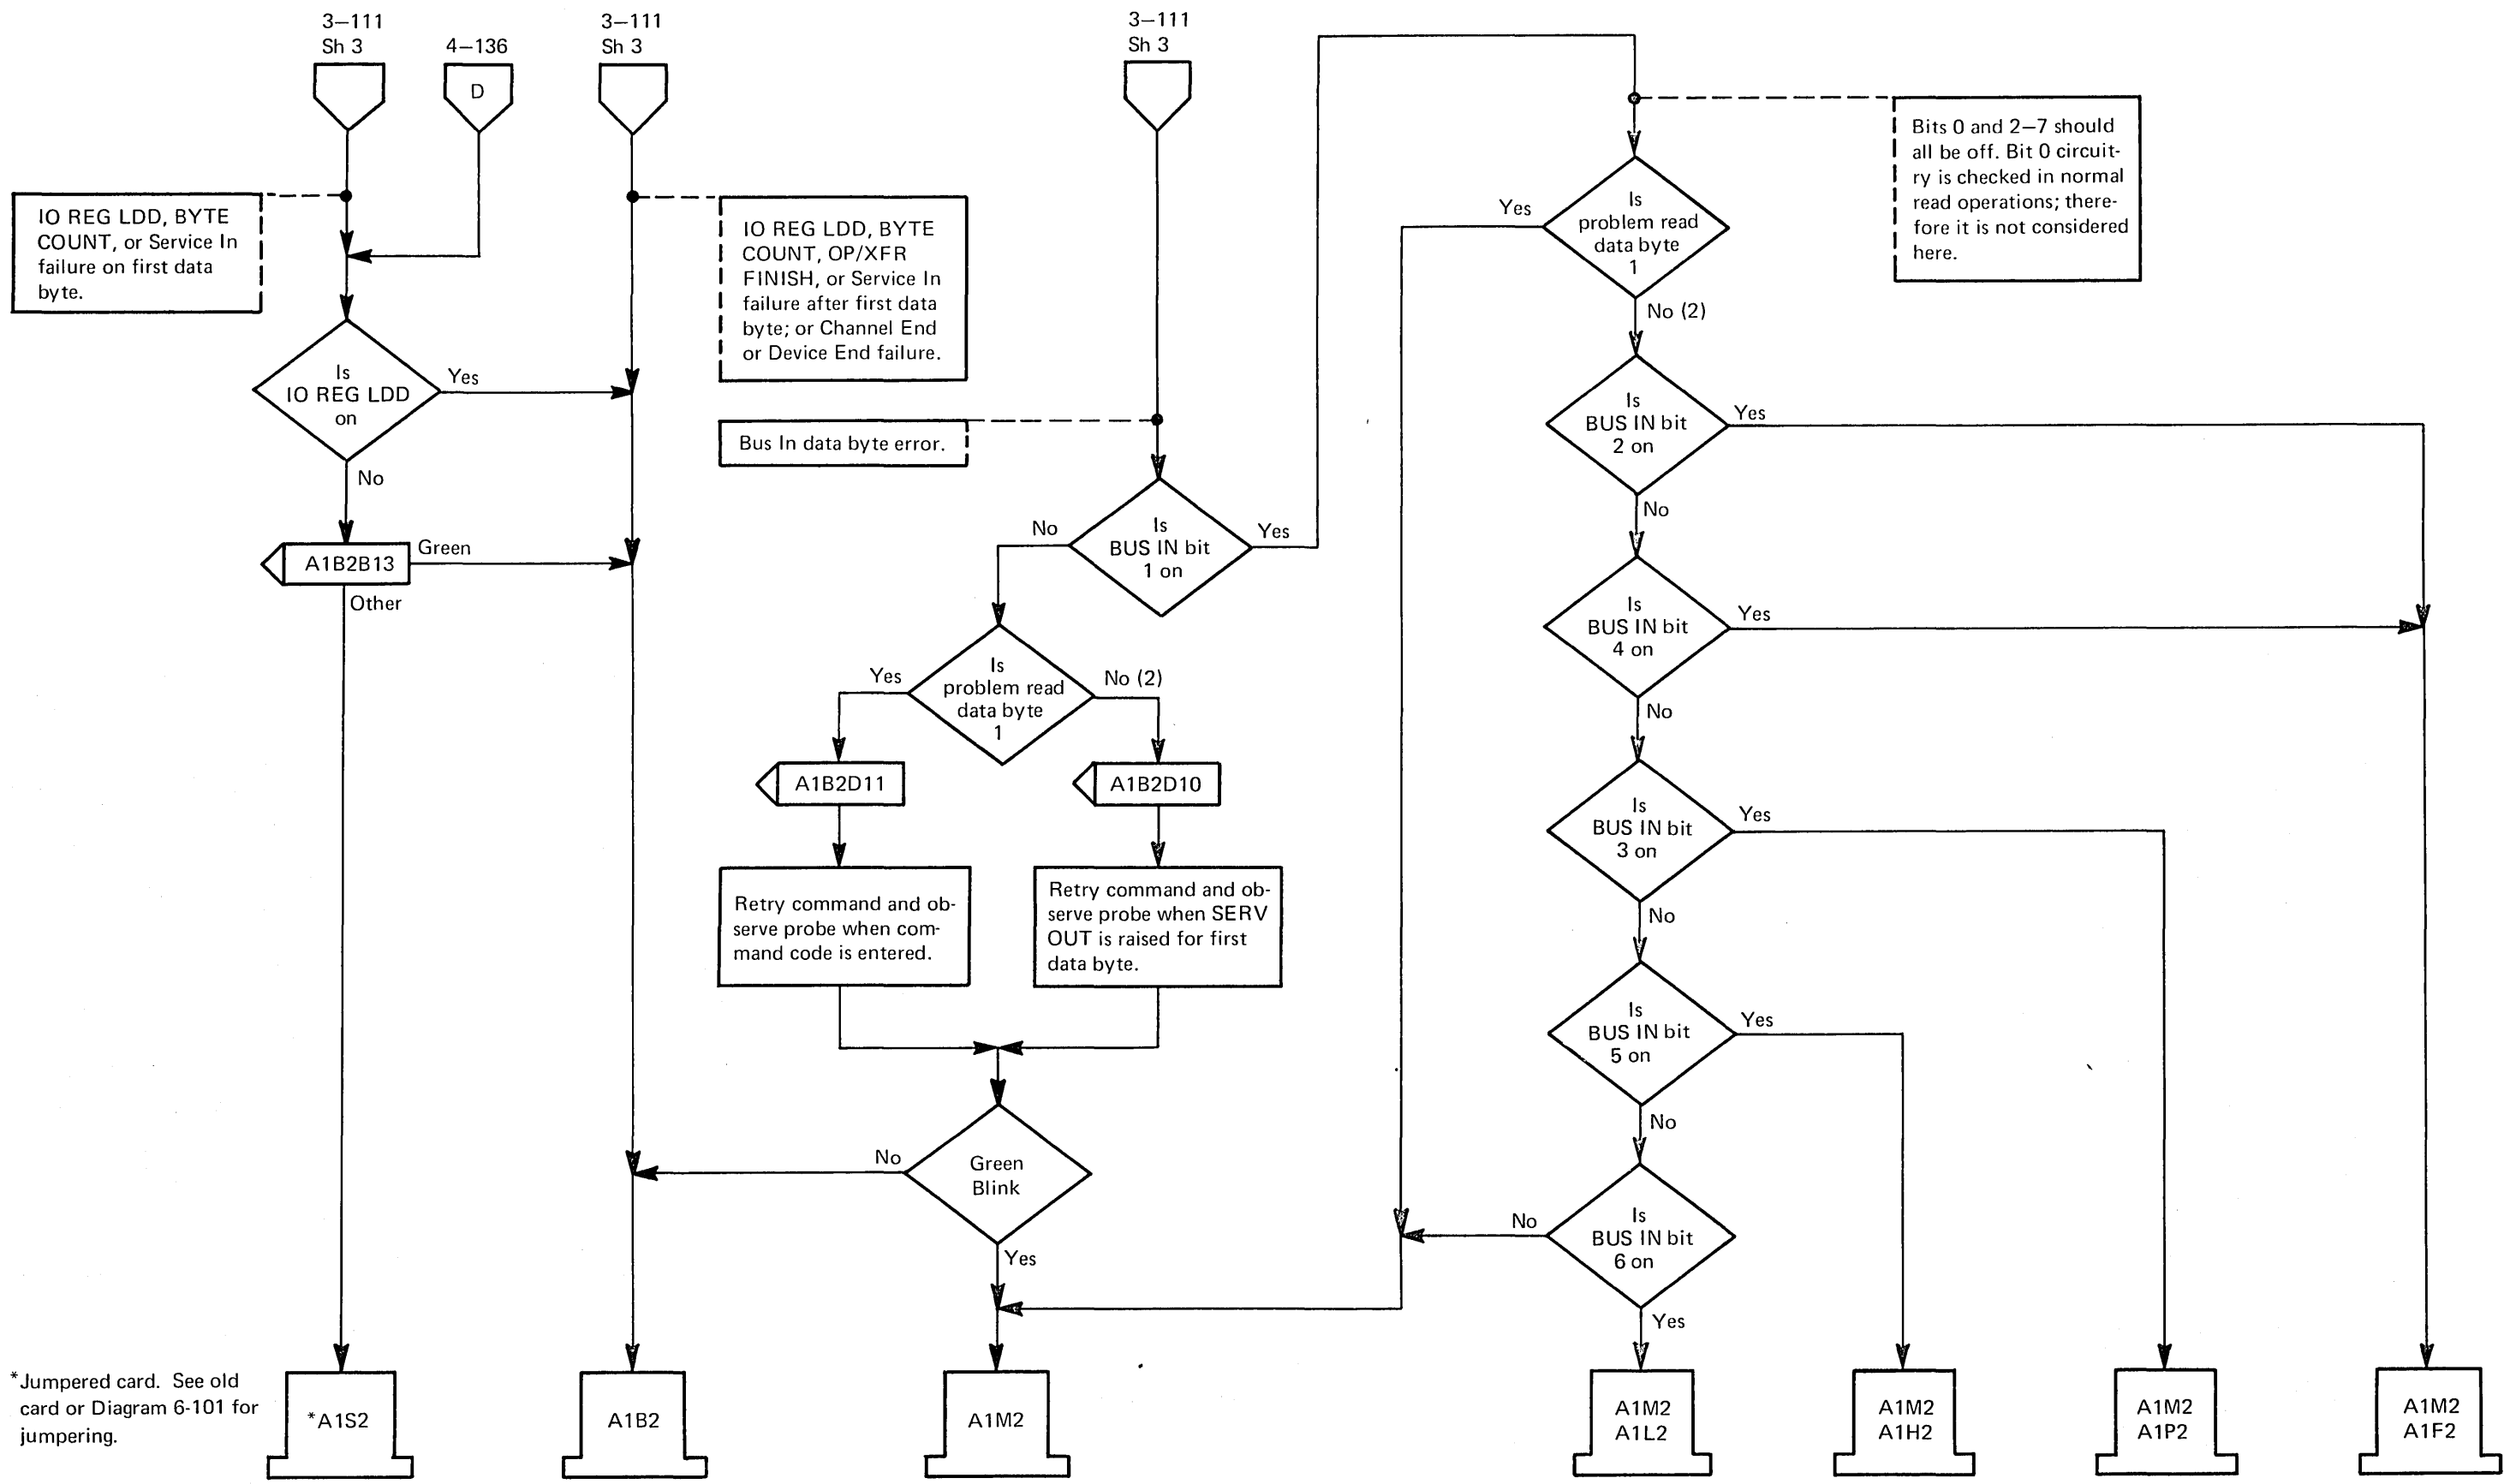 3–111
Sh 3
4–136
D
3–111
Sh 3
3–111
Sh 3
IO REG LDD, BYTE
COUNT, or Service In
failure on first data
byte.
IO REG LDD, BYTE
COUNT, OP/XFR
FINISH, or Service In
failure after first data
byte; or Channel End
or Device End failure.
Bus In data byte error.
Bits 0 and 2–7 should
all be off. Bit 0 circuit-
ry is checked in normal
read operations; there-
fore it is not considered
here.
Is
IO REG LDD
on
Yes
No
A1B2B13
Green
Other
Is
BUS IN bit
1 on
No
Yes
Is
problem read
data byte
1
Yes
No (2)
A1B2D11
A1B2D10
Retry command and ob-
serve probe when com-
mand code is entered.
Retry command and ob-
serve probe when SERV
OUT is raised for first
data byte.
Green
Blink
No
Yes
Is
problem read
data byte
1
Yes
No (2)
Is
BUS IN bit
2 on
Yes
No
Is
BUS IN bit
4 on
Yes
No
Is
BUS IN bit
3 on
Yes
No
Is
BUS IN bit
5 on
Yes
No
Is
BUS IN bit
6 on
No
Yes
*Jumpered card. See old
card or Diagram 6-101 for
jumpering.
*A1S2
A1B2
A1M2
A1M2
A1L2
A1M2
A1H2
A1M2
A1P2
A1M2
A1F2